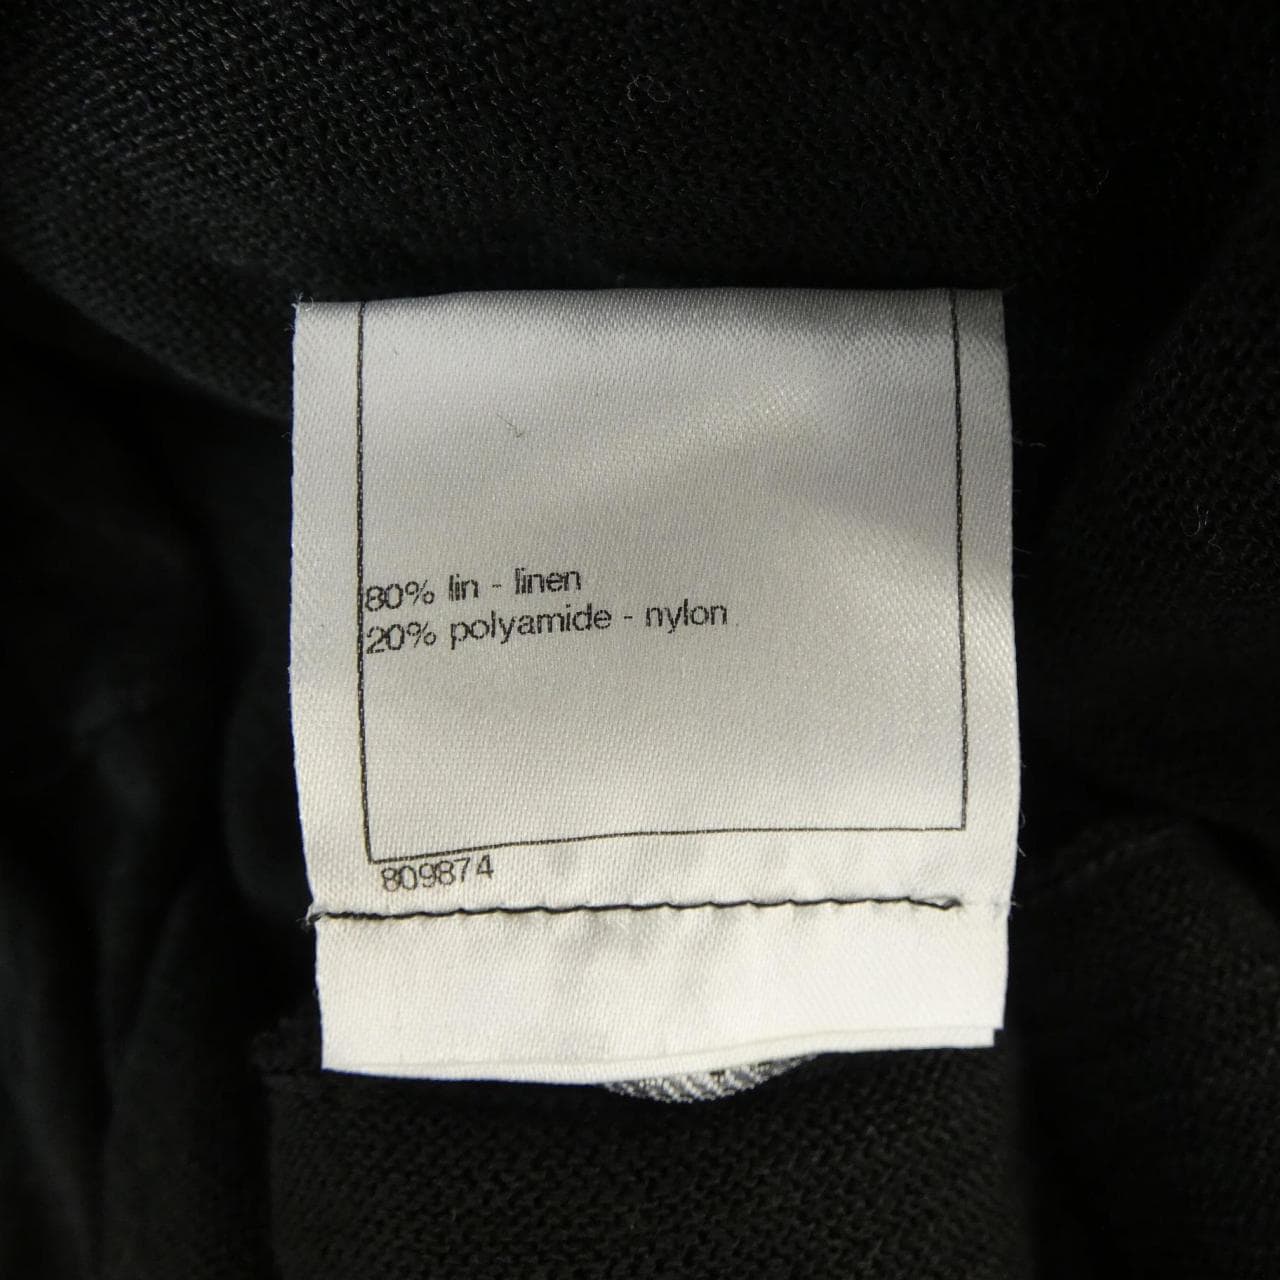 80% lin - linen
20% polyamide - nylon
809874